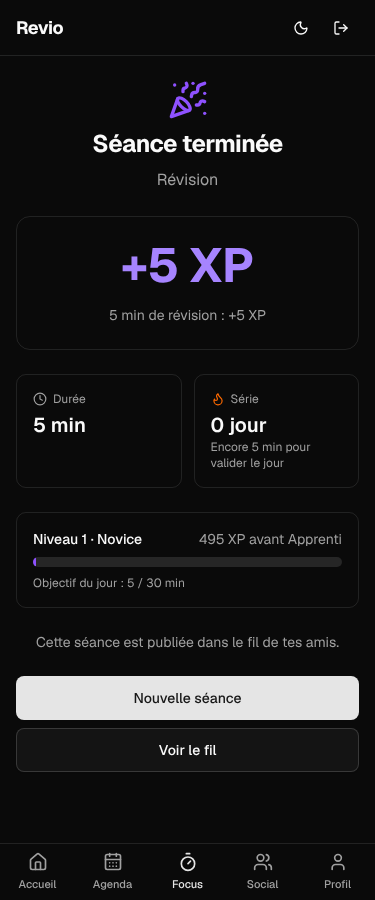 Revio
Séance terminée
Révision
+5 XP
5 min de révision : +5 XP
Durée
5 min
Série
0 jour
Encore 5 min pour
valider le jour
Niveau 1 · Novice
495 XP avant Apprenti
Objectif du jour : 5 / 30 min
Cette séance est publiée dans le fil de tes amis.
Nouvelle séance
Voir le fil
Accueil
Agenda
Focus
Social
Profil